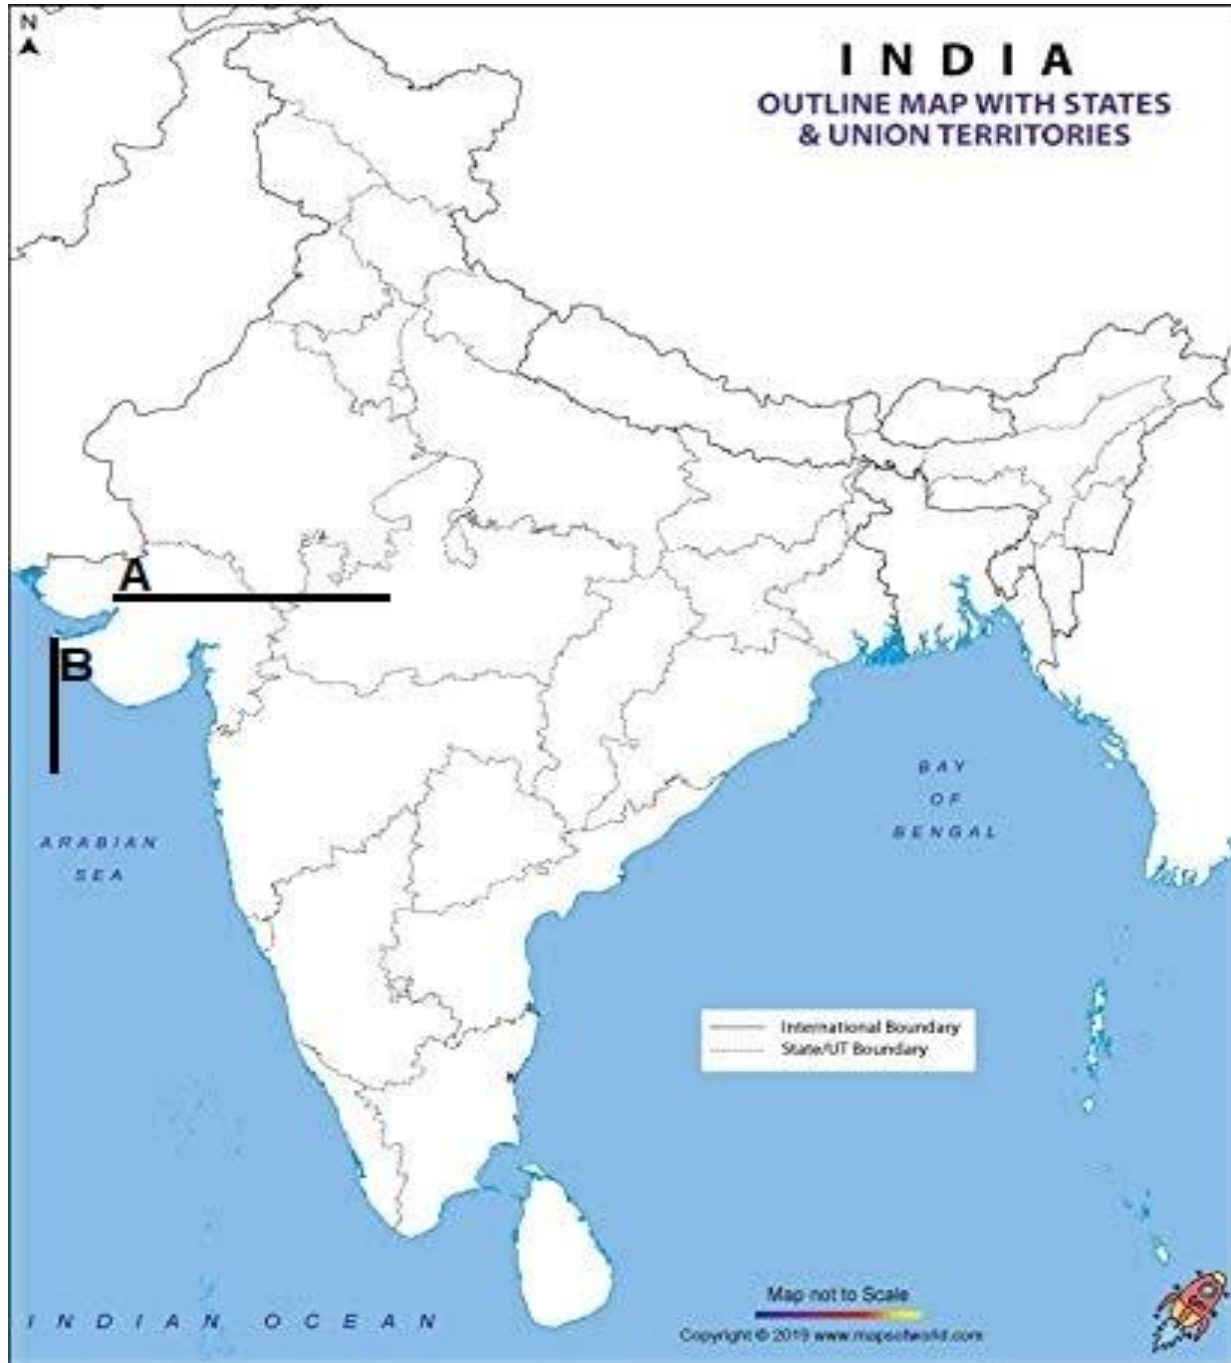 N
I N D I A
OUTLINE MAP WITH STATES
& UNION TERRITORIES
A
B
BAY
OF
BENGAL
ARABIAN
SEA
International Boundary
State/UT Boundary
Map not to Scale
INDIAN OCEAN
Copyright © 2019 www.mapsofworld.com